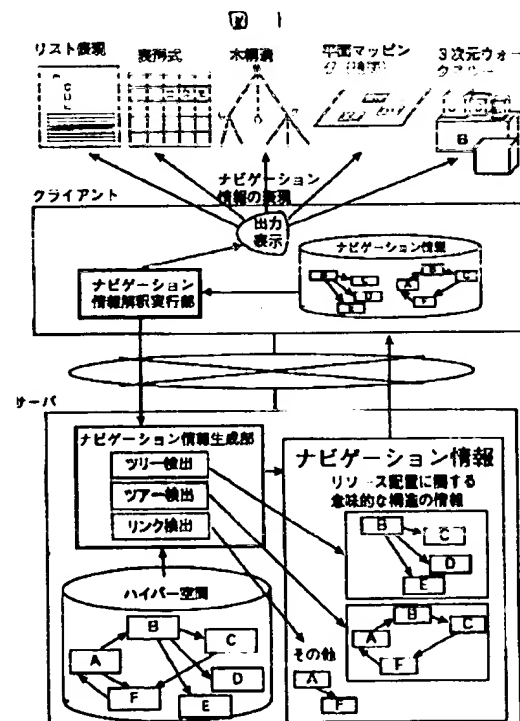 図 1
リスト表現
表形式
木構造
平面マッピン
グ(地図)
3次元ウォー
クスルー
B
ナビゲーション
情報の表現
クライアント
出力
表示
ナビゲーション情報
ナビゲーション
情報解釈実行部
A
F
C
サーバ
ナビゲーション情報生成部
ツリー検出
ツアー検出
リンク検出
ナビゲーション情報
リソース配置に関する
意味的な構造の情報
B
C
D
E
B
C
A
F
その他
A
F
ハイパー空間
B
C
A
D
F
E